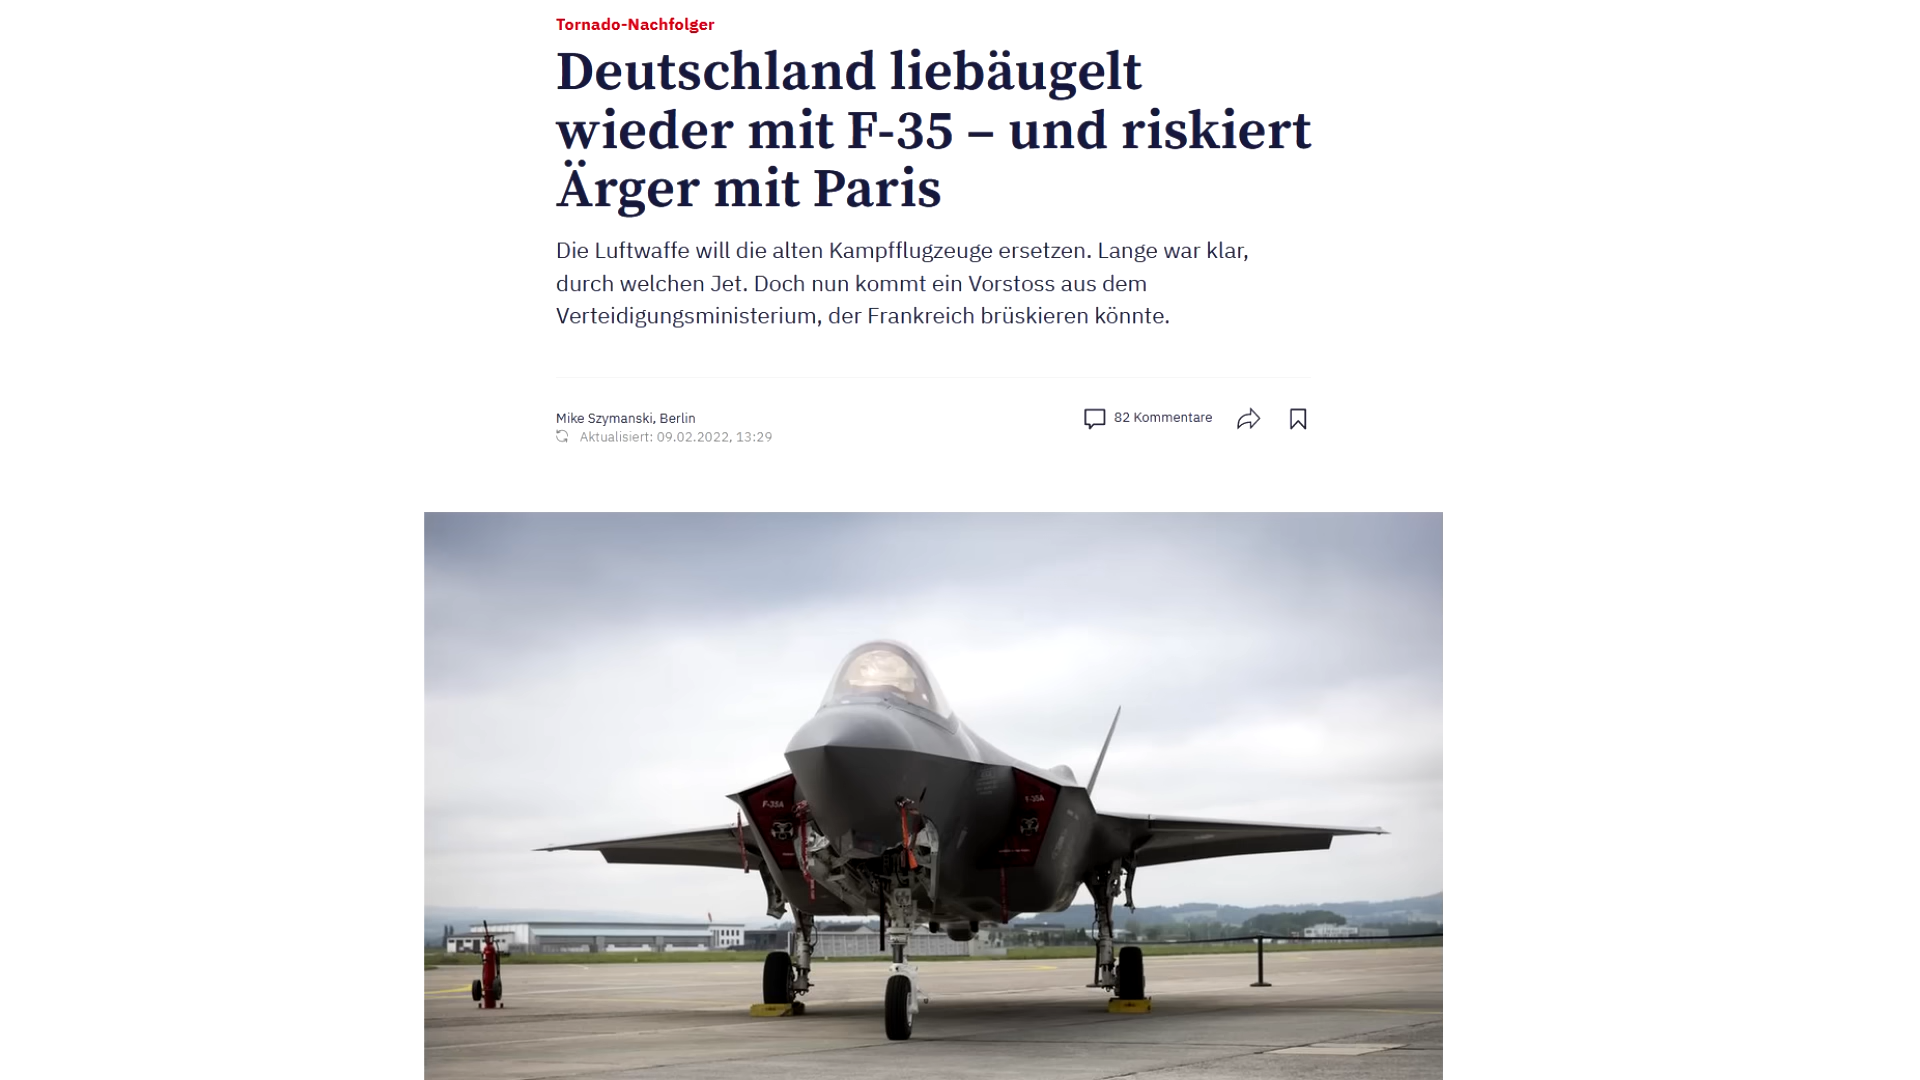 Tornado-Nachfolger
Deutschland liebäugelt
wieder mit F-35 – und riskiert
Ärger mit Paris
Die Luftwaffe will die alten Kampfflugzeuge ersetzen. Lange war klar,
durch welchen Jet. Doch nun kommt ein Vorstoss aus dem
Verteidigungsministerium, der Frankreich brüskieren könnte.
Mike Szymanski, Berlin
82 Kommentare
Aktualisiert: 09.02.2022, 13:29
F-35A
F-35A